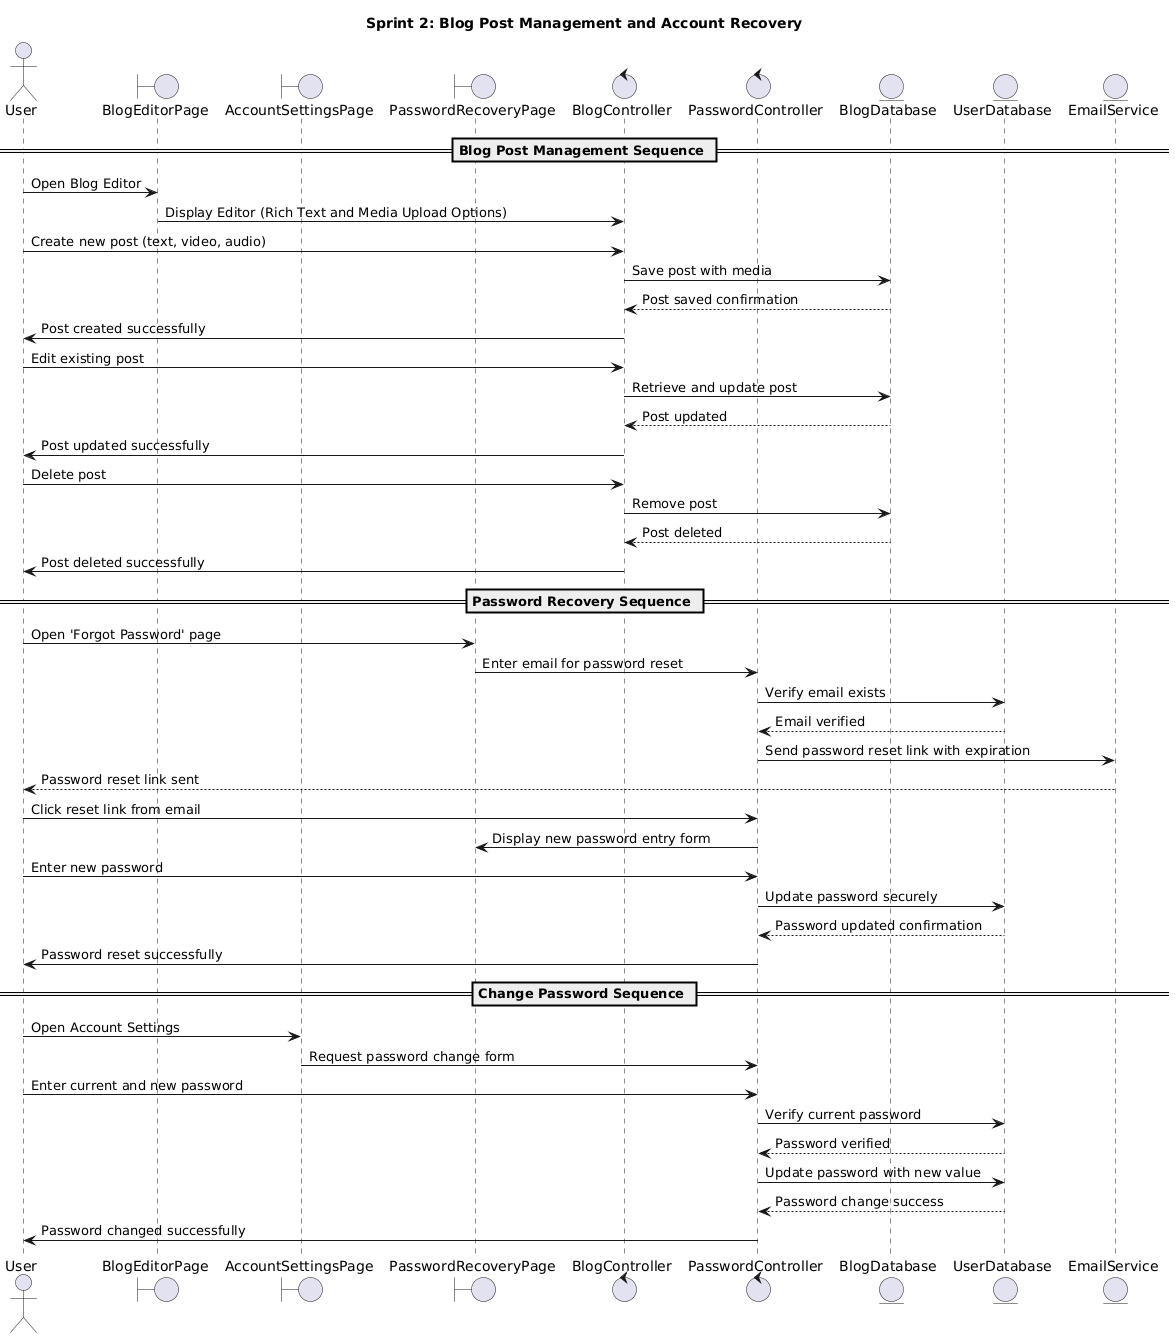 Sprint 2: Blog Post Management and Account Recovery
User BlogEditorPage AccountSettingsPage PasswordRecoveryPage BlogController PasswordController BlogDatabase UserDatabase EmailService
Blog Post Management Sequence
Open Blog Editor
Display Editor (Rich Text and Media Upload Options)
Create new post (text, video, audio)
Save post with media
Post saved confirmation
Post created successfully
Edit existing post
Retrieve and update post
Post updated
Post updated successfully
Delete post
Remove post
Post deleted
Post deleted successfully
Password Recovery Sequence
Open 'Forgot Password' page
Enter email for password reset
Verify email exists
Email verified
Send password reset link with expiration
Password reset link sent
Click reset link from email
Display new password entry form
Enter new password
Update password securely
Password updated confirmation
Password reset successfully
Change Password Sequence
Open Account Settings
Request password change form
Enter current and new password
Verify current password
Password verified
Update password with new value
Password change success
Password changed successfully
User BlogEditorPage AccountSettingsPage PasswordRecoveryPage BlogController PasswordController BlogDatabase UserDatabase EmailService